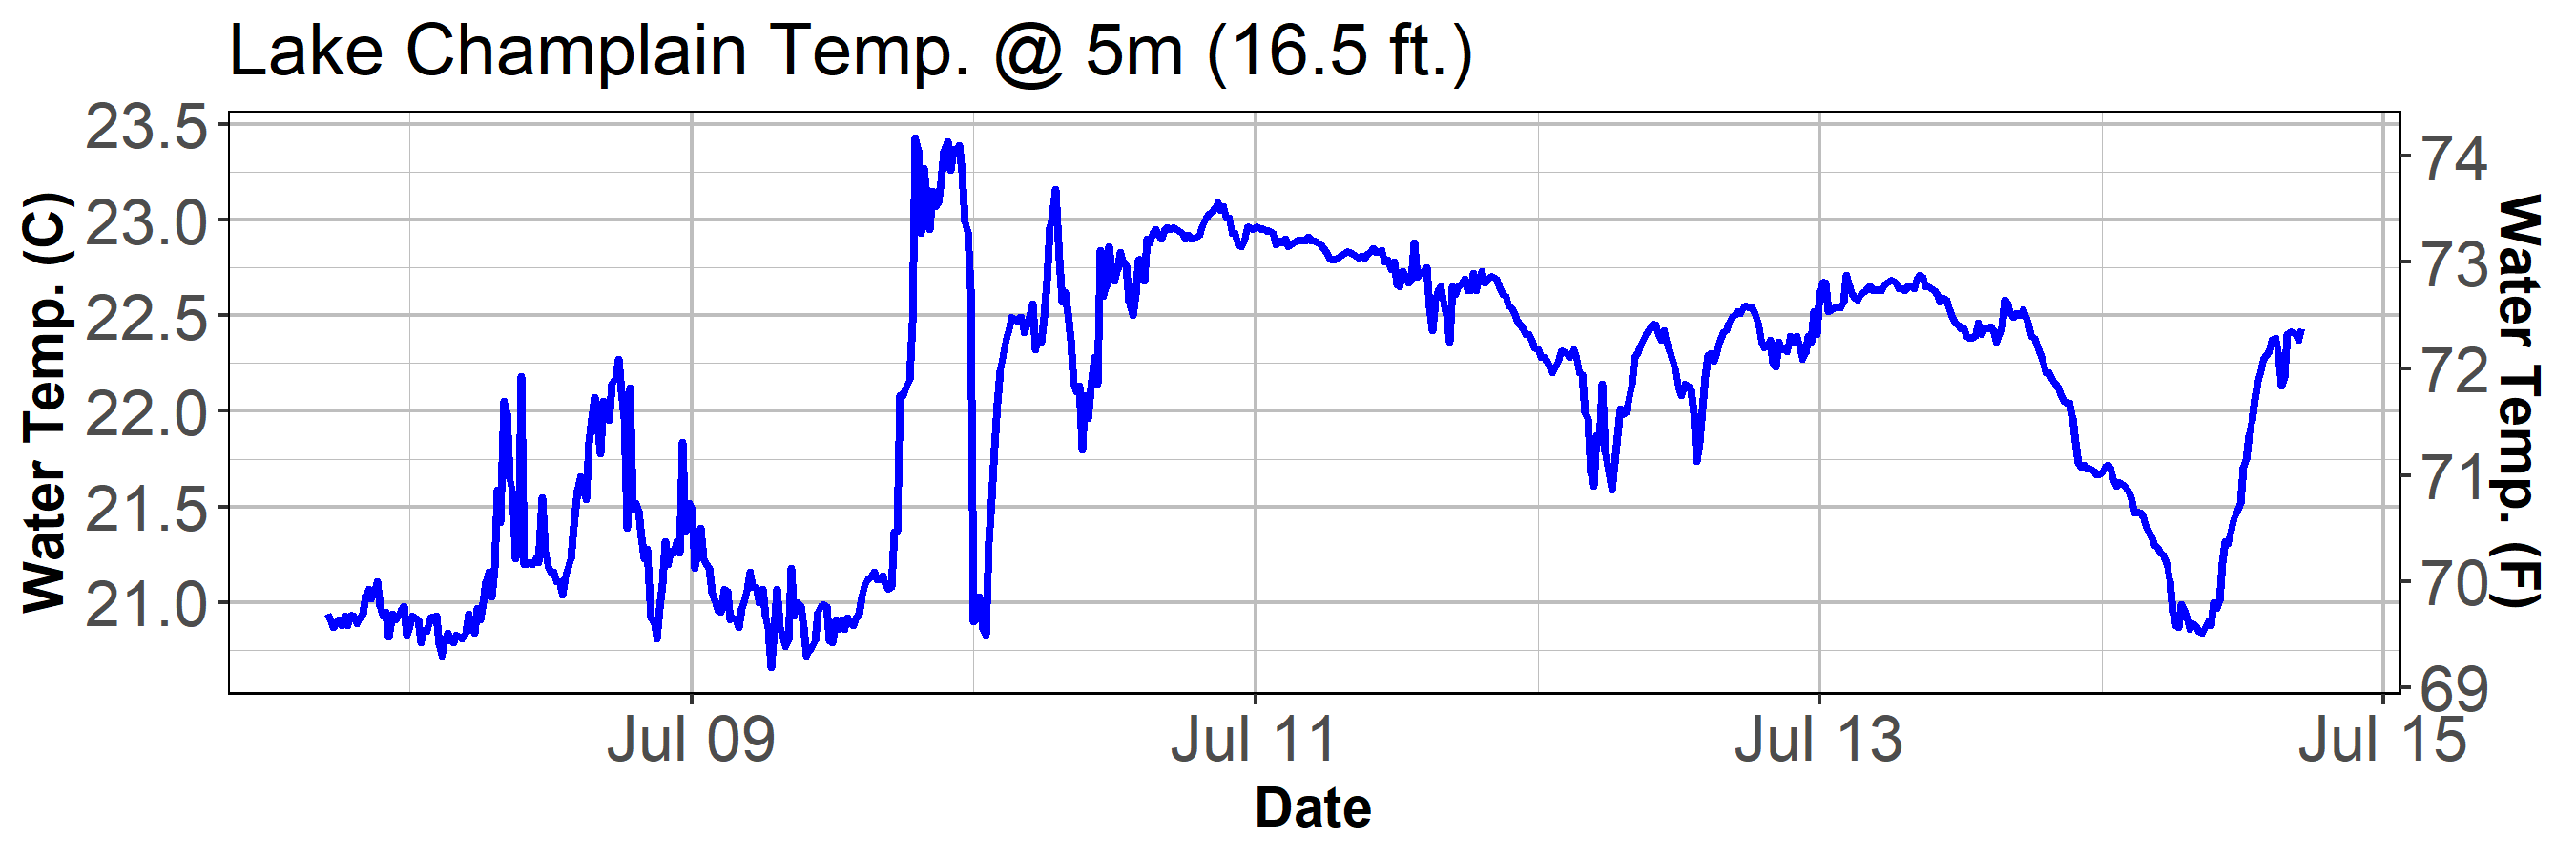 Lake Champlain Temp. @ 5m (16.5 ft.)
Water Temp. (C)
23.5
23.0
22.5
22.0
21.5
21.0
74
73
72
71
70
69
Water Temp. (F)
Jul 09 Jul 11 Jul 13 Jul 15
Date